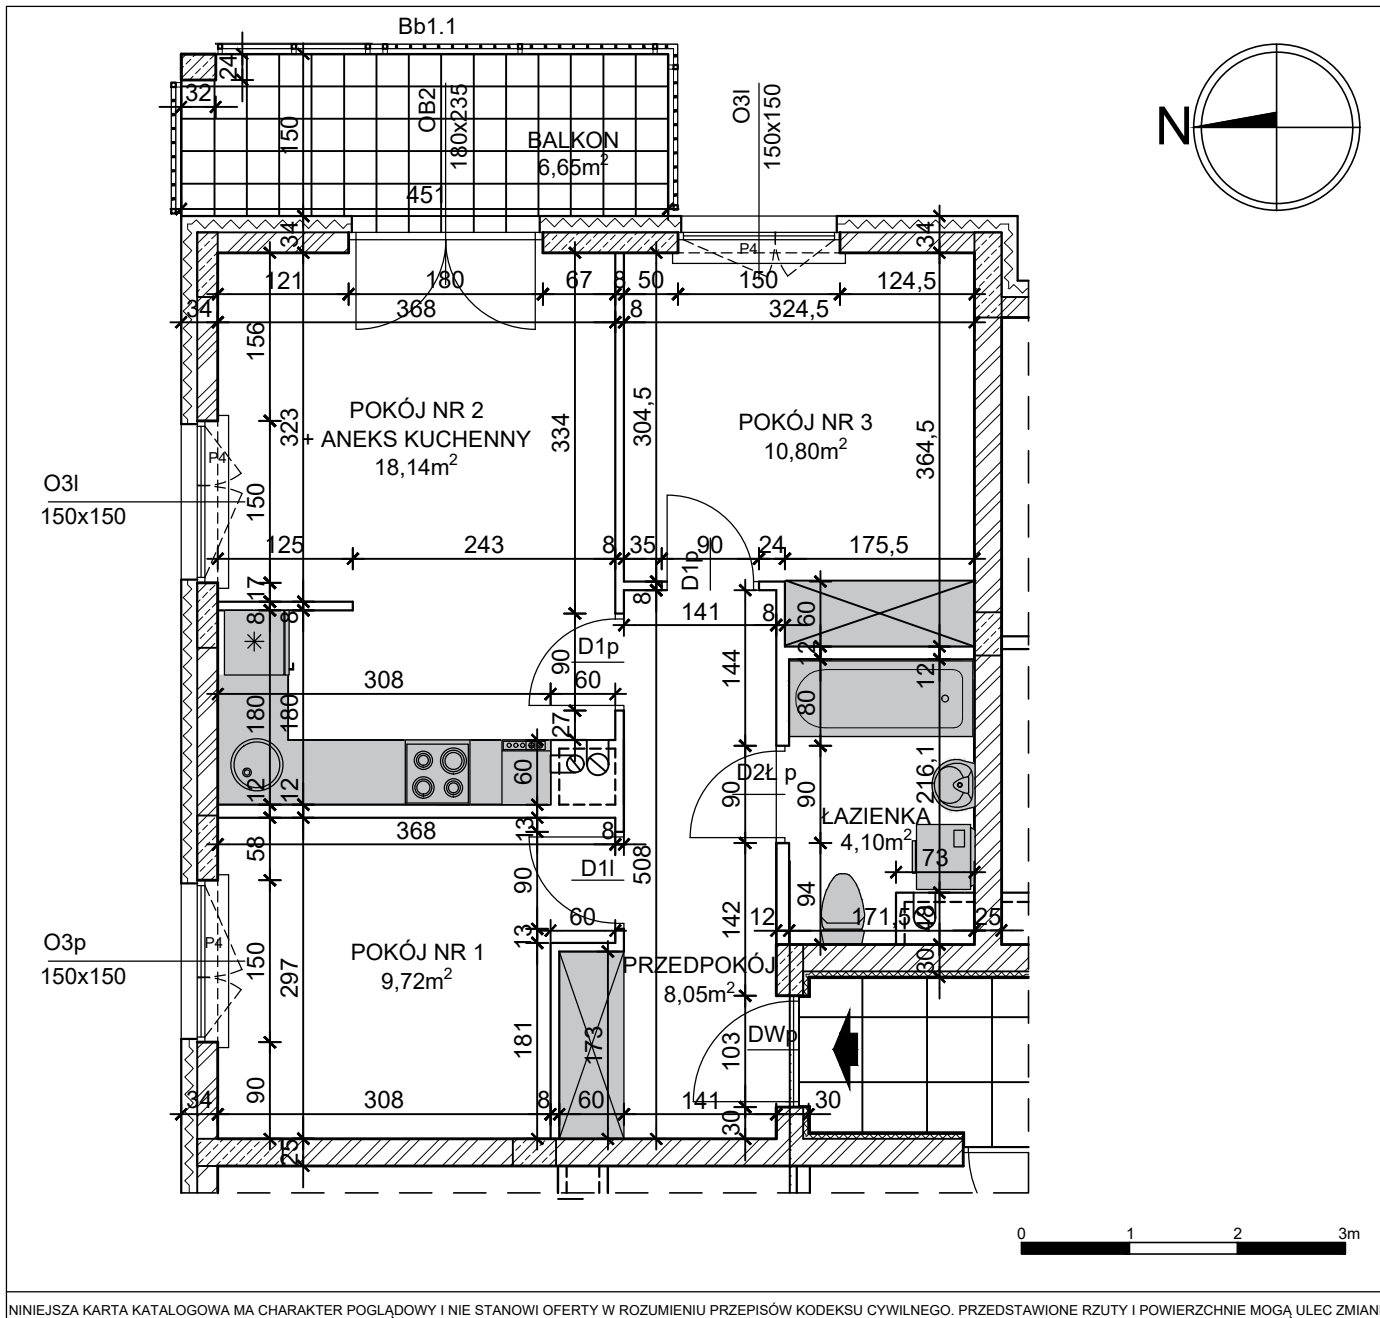 Bb1.1
24
32
150
OB2
180x235
BALKON
6,65m²
451
O3l
150x150
N
34
34
P4
121
180
67
8
50
150
124,5
34
368
8
324,5
156
323
POKÓJ NR 2
+ ANEKS KUCHENNY
18,14m²
334
304,5
POKÓJ NR 3
10,80m²
364,5
P4
O3l
150x150
150
125
243
8
35
90
24
175,5
D1p
17
8
8
8
141
8
60
12
12
D1p
90
60
308
144
180
180
27
80
60
D2Ł p
90
90
216,1
12
12
ŁAZIENKA
4,10m²
73
368
13
8
58
508
D1l
90
94
142
60
12
171,5
48
25
13
30
O3p
150x150
P4
150
297
POKÓJ NR 1
9,72m²
PRZEDPOKÓJ
8,05m²
181
173
103
DWp
90
34
308
8
60
141
30
30
25
0 1 2 3m
NINIEJSZA KARTA KATALOGOWA MA CHARAKTER POGLĄDOWY I NIE STANOWI OFERTY W ROZUMIENIU PRZEPISÓW KODEKSU CYWILNEGO. PRZEDSTAWIONE RZUTY I POWIERZCHNIE MOGĄ ULEC ZMIANI